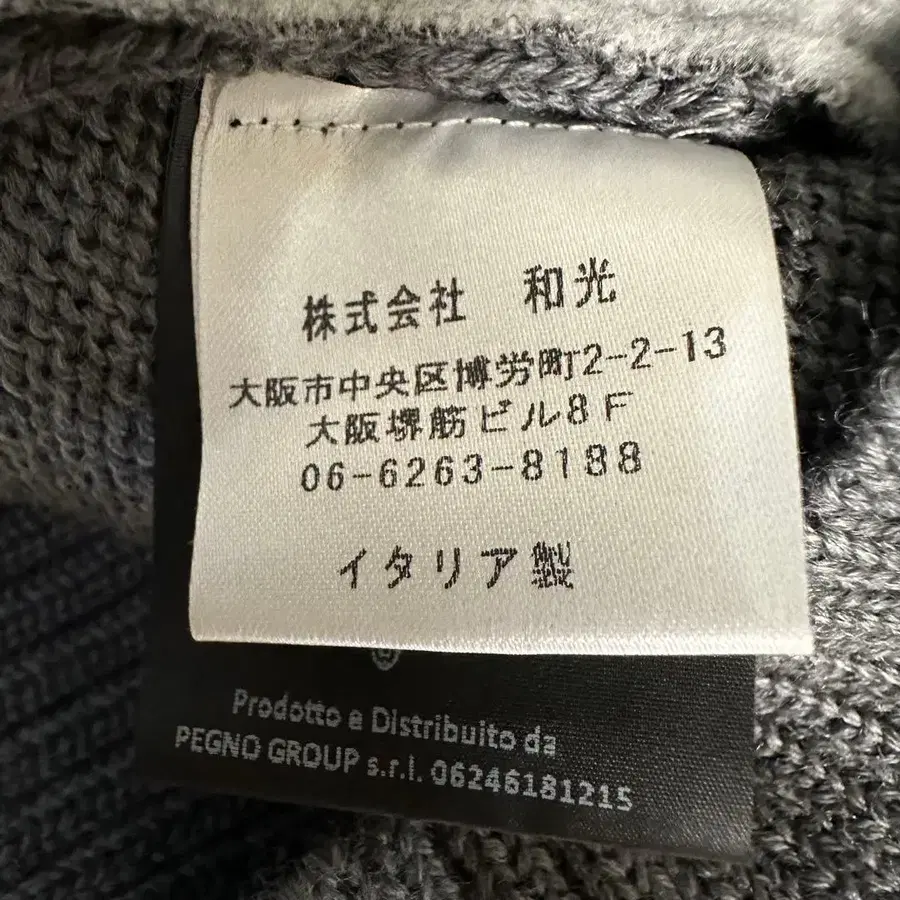 株式会社 和光
大阪市中央区博労町2-2-13
大阪堺筋ビル8F
06-6263-8188
イタリア製
Prodotto e Distribuito da
PEGNO GROUP s.r.l. 06246181215